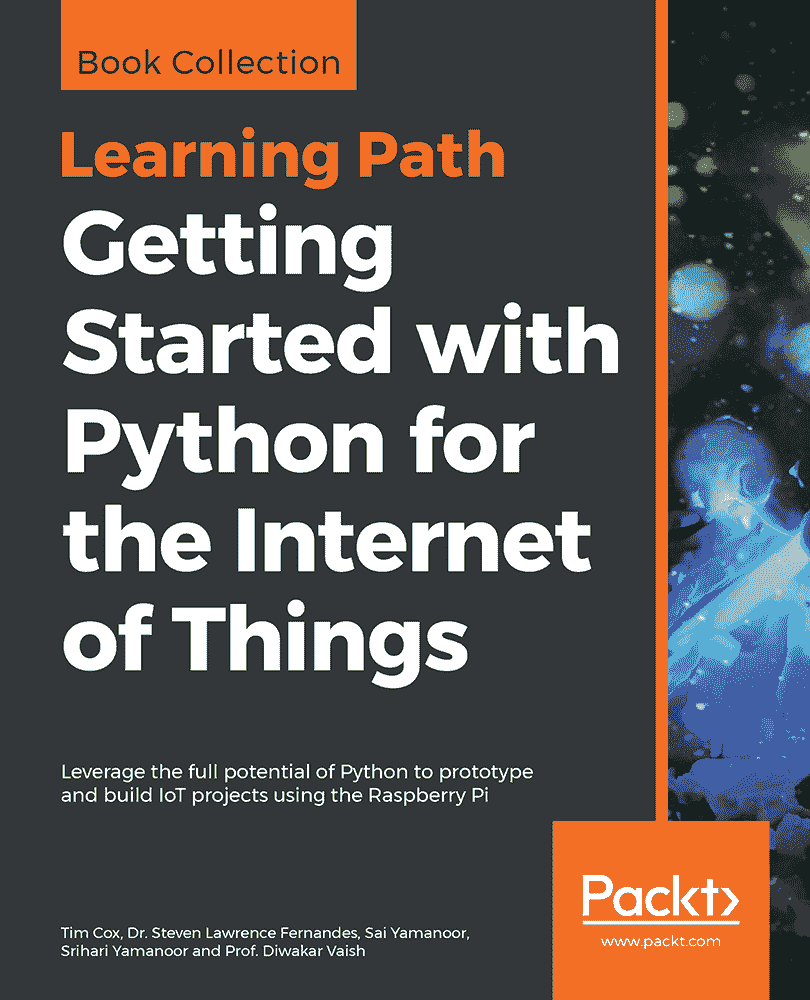 Book Collection
Learning Path
Getting
Started with
Python for
the Internet
of Things
Leverage the full potential of Python to prototype
and build IoT projects using the Raspberry Pi
Tim Cox, Dr. Steven Lawrence Fernandes, Sai Yamanoor,
Srihari Yamanoor and Prof. Diwakar Vaish
Packt>
www.packt.com